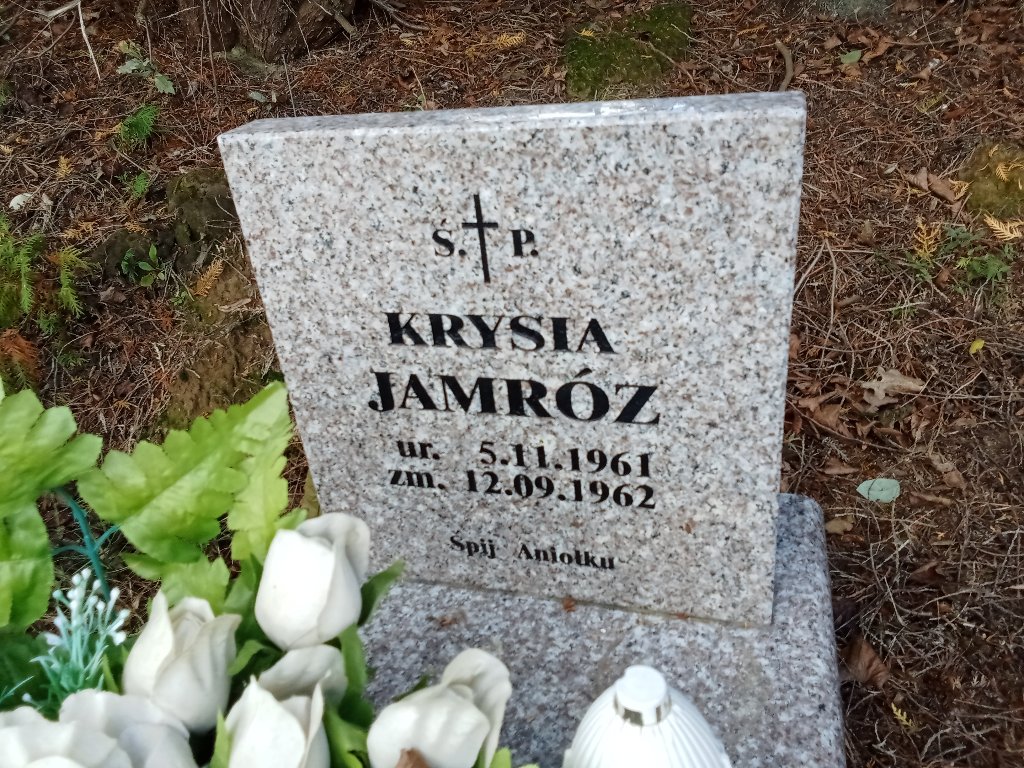 Ś. P.
KRYSIA
JAMRÓZ
ur. 5.11.1961
zm. 12.09.1962
Śpij Aniołku